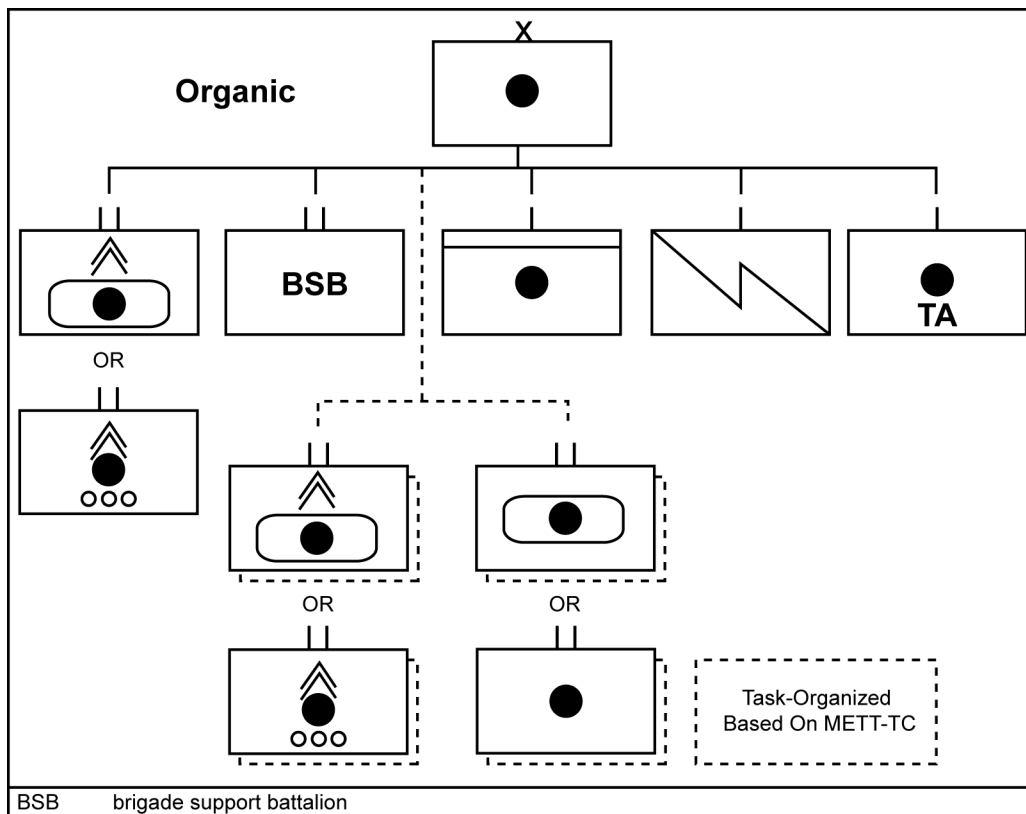 X
Organic
BSB
TA
OR
OR
OR
Task-Organized
Based On METT-TC
BSB brigade support battalion